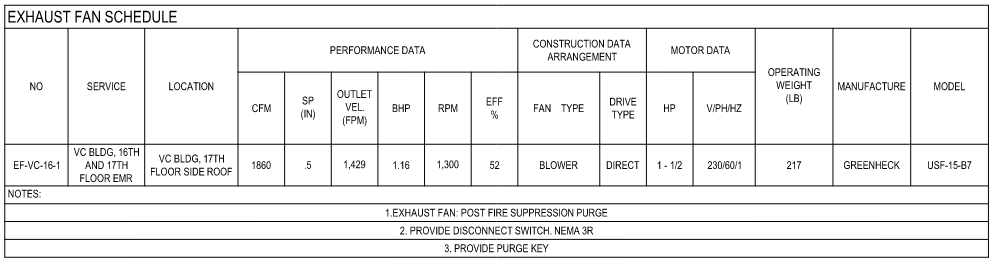 EXHAUST FAN SCHEDULE
NO SERVICE LOCATION PERFORMANCE DATA CONSTRUCTION DATA ARRANGEMENT MOTOR DATA OPERATING WEIGHT (LB) MANUFACTURE MODEL
CFM SP (IN) OUTLET VEL. (FPM) BHP RPM EFF % FAN TYPE DRIVE TYPE HP V/PH/HZ
EF-VC-16-1 VC BLDG, 16TH AND 17TH FLOOR EMR VC BLDG, 17TH FLOOR SIDE ROOF 1860 .5 1,429 1.16 1,300 52 BLOWER DIRECT 1 - 1/2 230/60/1 217 GREENHECK USF-15-B7
NOTES:
1.EXHAUST FAN: POST FIRE SUPPRESSION PURGE
2. PROVIDE DISCONNECT SWITCH. NEMA 3R
3. PROVIDE PURGE KEY